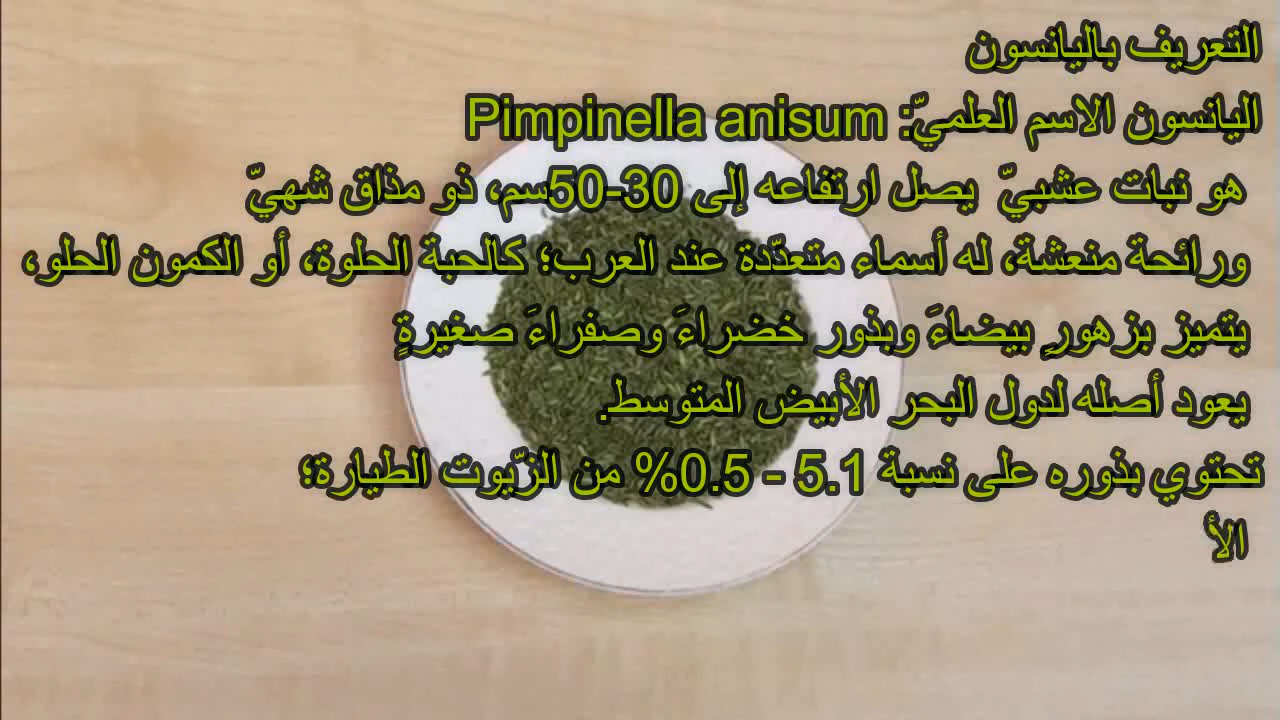 التعريف باليانسون
اليانسون الاسم العلميّ: Pimpinella anisum
هو نبات عشبيّ يصل ارتفاعه إلى 30-50سم، ذو مذاق شهيّ
ورائحة منعشة، له أسماء متعدّدة عند العرب؛ كالحبة الحلوة، أو الكمون الحلو،
يتميز بزهورٍ بيضاءَ وبذور خضراءَ وصفراءَ صغيرةٍ
يعود أصله لدول البحر الأبيض المتوسط.
تحتوي بذوره على نسبة 5.1 - 0.5% من الزّيوت الطيارة؛
الأ